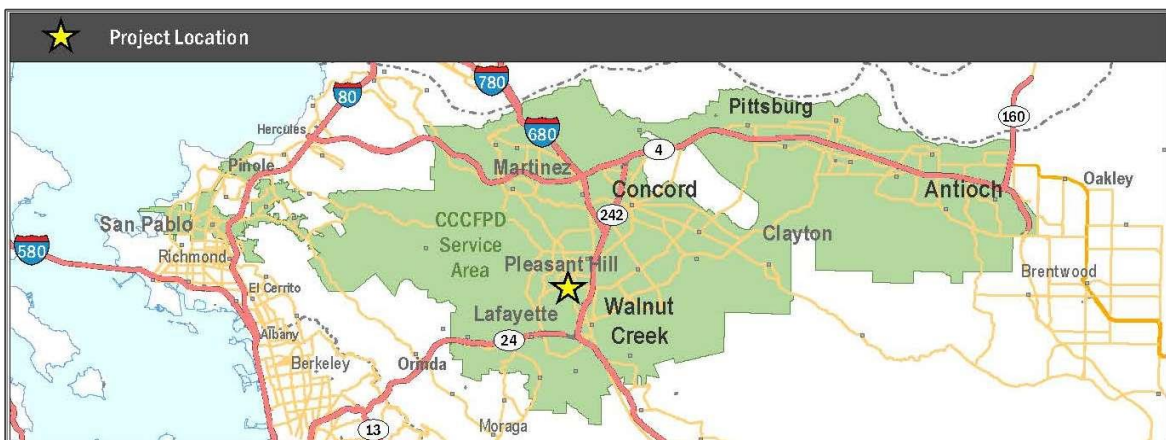 Project Location
780
80
Pittsburg
160
Hercules
680
4
Martinez
Pinole
Concord
Antioch
Oakley
CCCFPD
Service
Area
242
San Pablo
Clayton
580
Richmond
Pleasant Hill
Brentwood
El Cerrito
Lafayette
Walnut
Creek
Albany
24
Berkeley
Orinda
Moraga
13